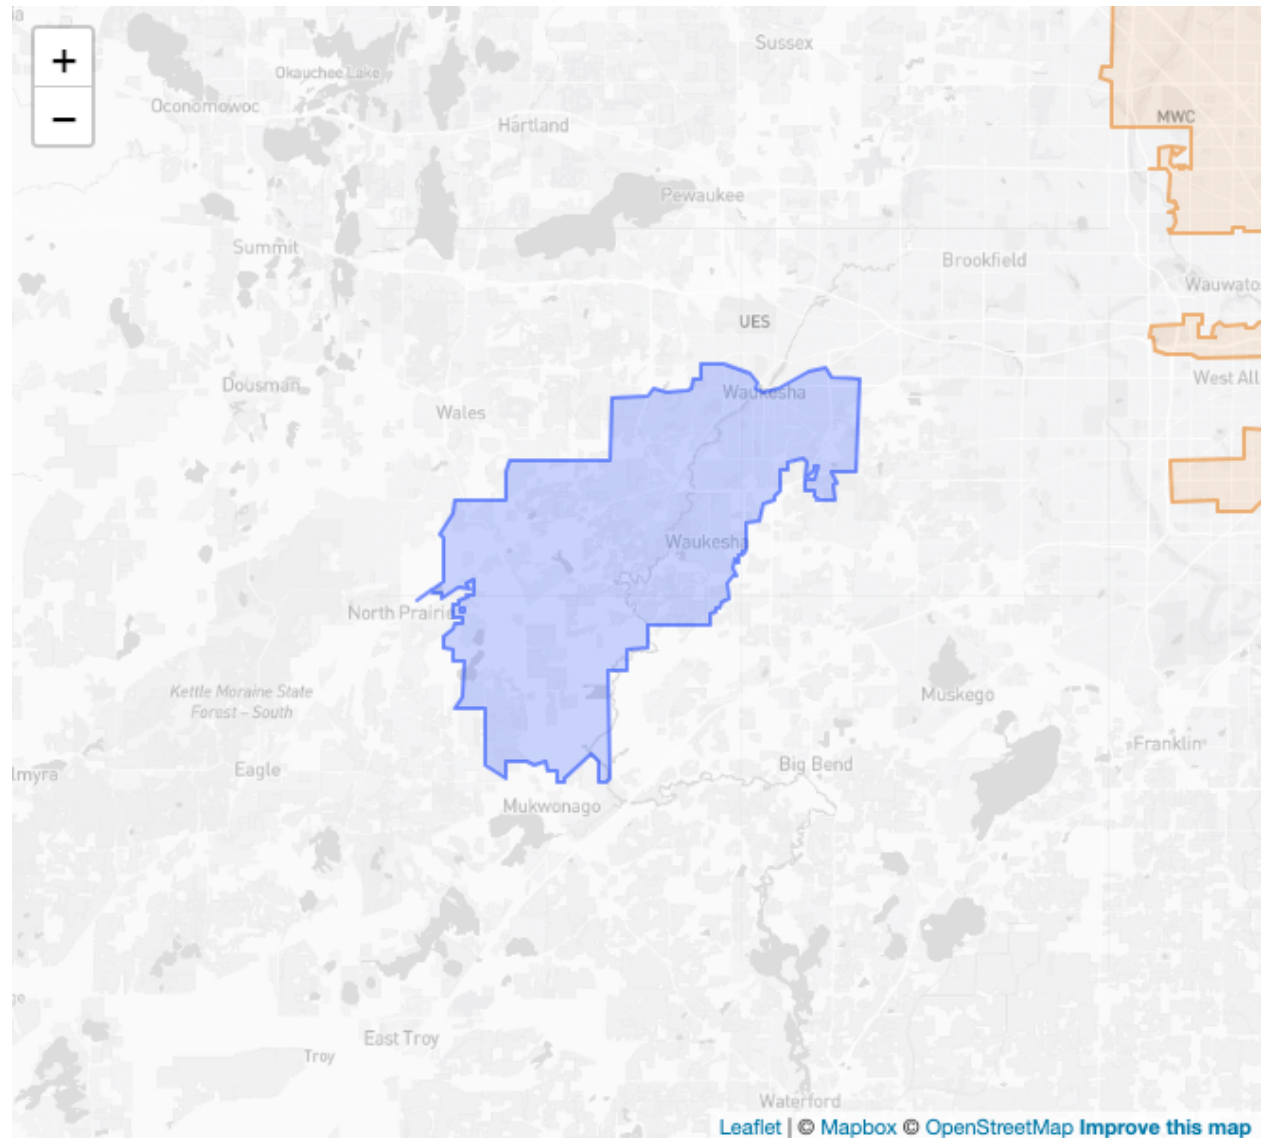 ia
+
−
Sussex
Okauchee Lake
Oconomowoc
Hartland
MWC
Pewaukee
Summit
Brookfield
Wauwato
UES
Dousman
Waukesha
West All
Wales
Waukesha
North Prairie
Kettle Moraine State
Forest – South
Muskego
Franklin
lmyra
Eagle
Big Bend
Mukwonago
ge
East Troy
Troy
Waterford
Leaflet | © Mapbox © OpenStreetMap Improve this map